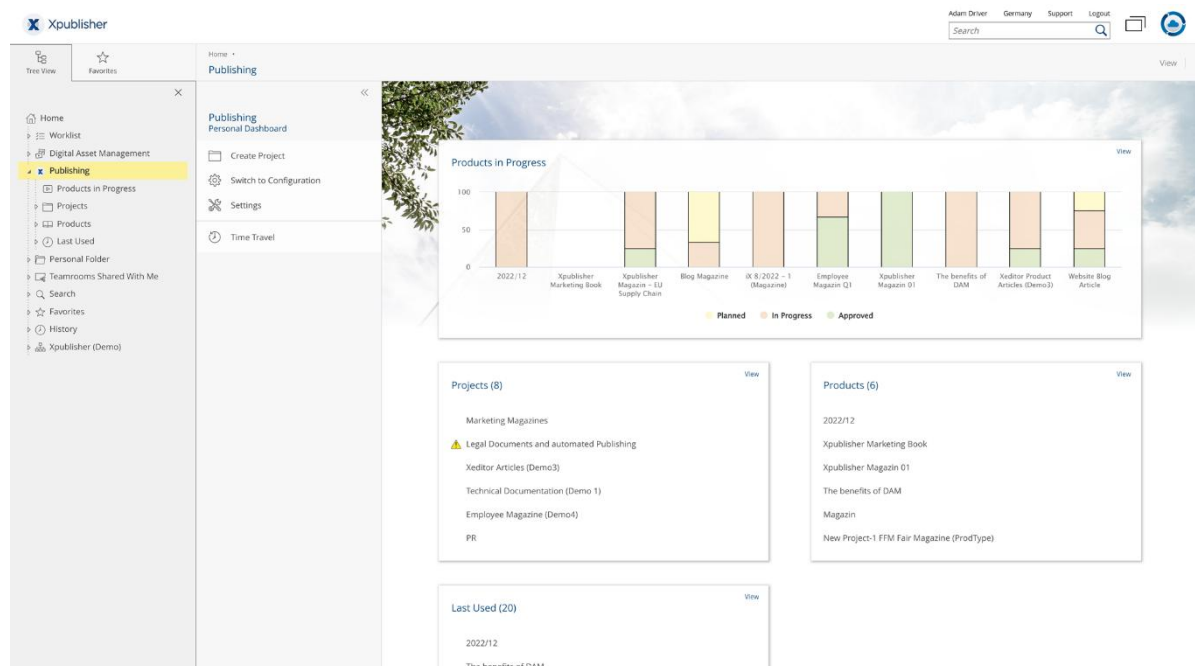 Xpublisher
Adam Driver Germany Support Logout
Search
Tree View
Favorites
Home
Publishing
View
Home
Worklist
Digital Asset Management
Publishing
Products in Progress
Projects
Products
Last Used
Personal Folder
Teamrooms Shared With Me
Search
Favorites
History
Xpublisher (Demo)
Publishing
Personal Dashboard
Create Project
Switch to Configuration
Settings
Time Travel
View
Products in Progress
100
50
0
2022/12
Xpublisher
Marketing Book
Xpublisher
Magazin – EU
Supply Chain
Blog Magazine
iX 8/2022 – 1
(Magazine)
Employee
Magazin Q1
Xpublisher
Magazin 01
The benefits of
DAM
Xeditor Product
Articles (Demo3)
Website Blog
Article
Planned In Progress Approved
View
Projects (8)
Marketing Magazines
Legal Documents and automated Publishing
Xeditor Articles (Demo3)
Technical Documentation (Demo 1)
Employee Magazine (Demo4)
PR
View
Products (6)
2022/12
Xpublisher Marketing Book
Xpublisher Magazin 01
The benefits of DAM
Magazin
New Project-1 FFM Fair Magazine (ProdType)
View
Last Used (20)
2022/12
The benefits of DAM